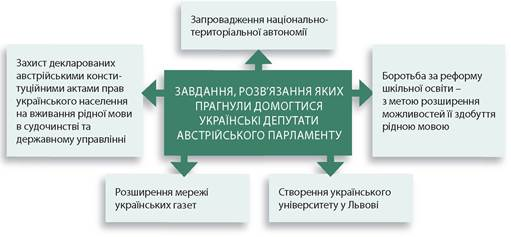 Запровадження національно-
територіальної автономії
Захист декларованих
австрійськими консти-
туційними актами прав
українського населення
на вживання рідної мови
в судочинстві та
державному управлінні
ЗАВДАННЯ, РОЗВ'ЯЗАННЯ ЯКИХ
ПРАГНУЛИ ДОМОГТИСЯ
УКРАЇНСЬКІ ДЕПУТАТИ
АВСТРІЙСЬКОГО ПАРЛАМЕНТУ
Боротьба за реформу
шкільної освіти –
з метою розширення
можливостей її здобуття
рідною мовою
Розширення мережі
українських газет
Створення українського
університету у Львові